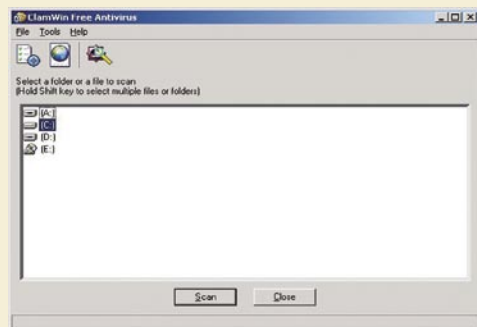 ClamWin Free Antivirus
File Tools Help
Select a folder or a file to scan
(Hold Shift key to select multiple files or folders)
(A:)
(C:)
(D:)
(E:)
Scan Close